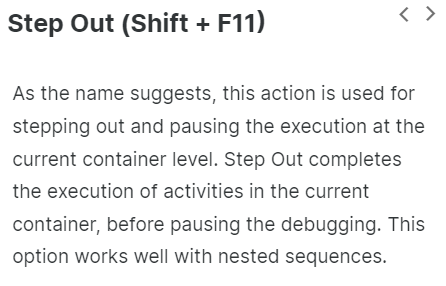 Step Out (Shift + F11)
As the name suggests, this action is used for
stepping out and pausing the execution at the
current container level. Step Out completes
the execution of activities in the current
container, before pausing the debugging. This
option works well with nested sequences.